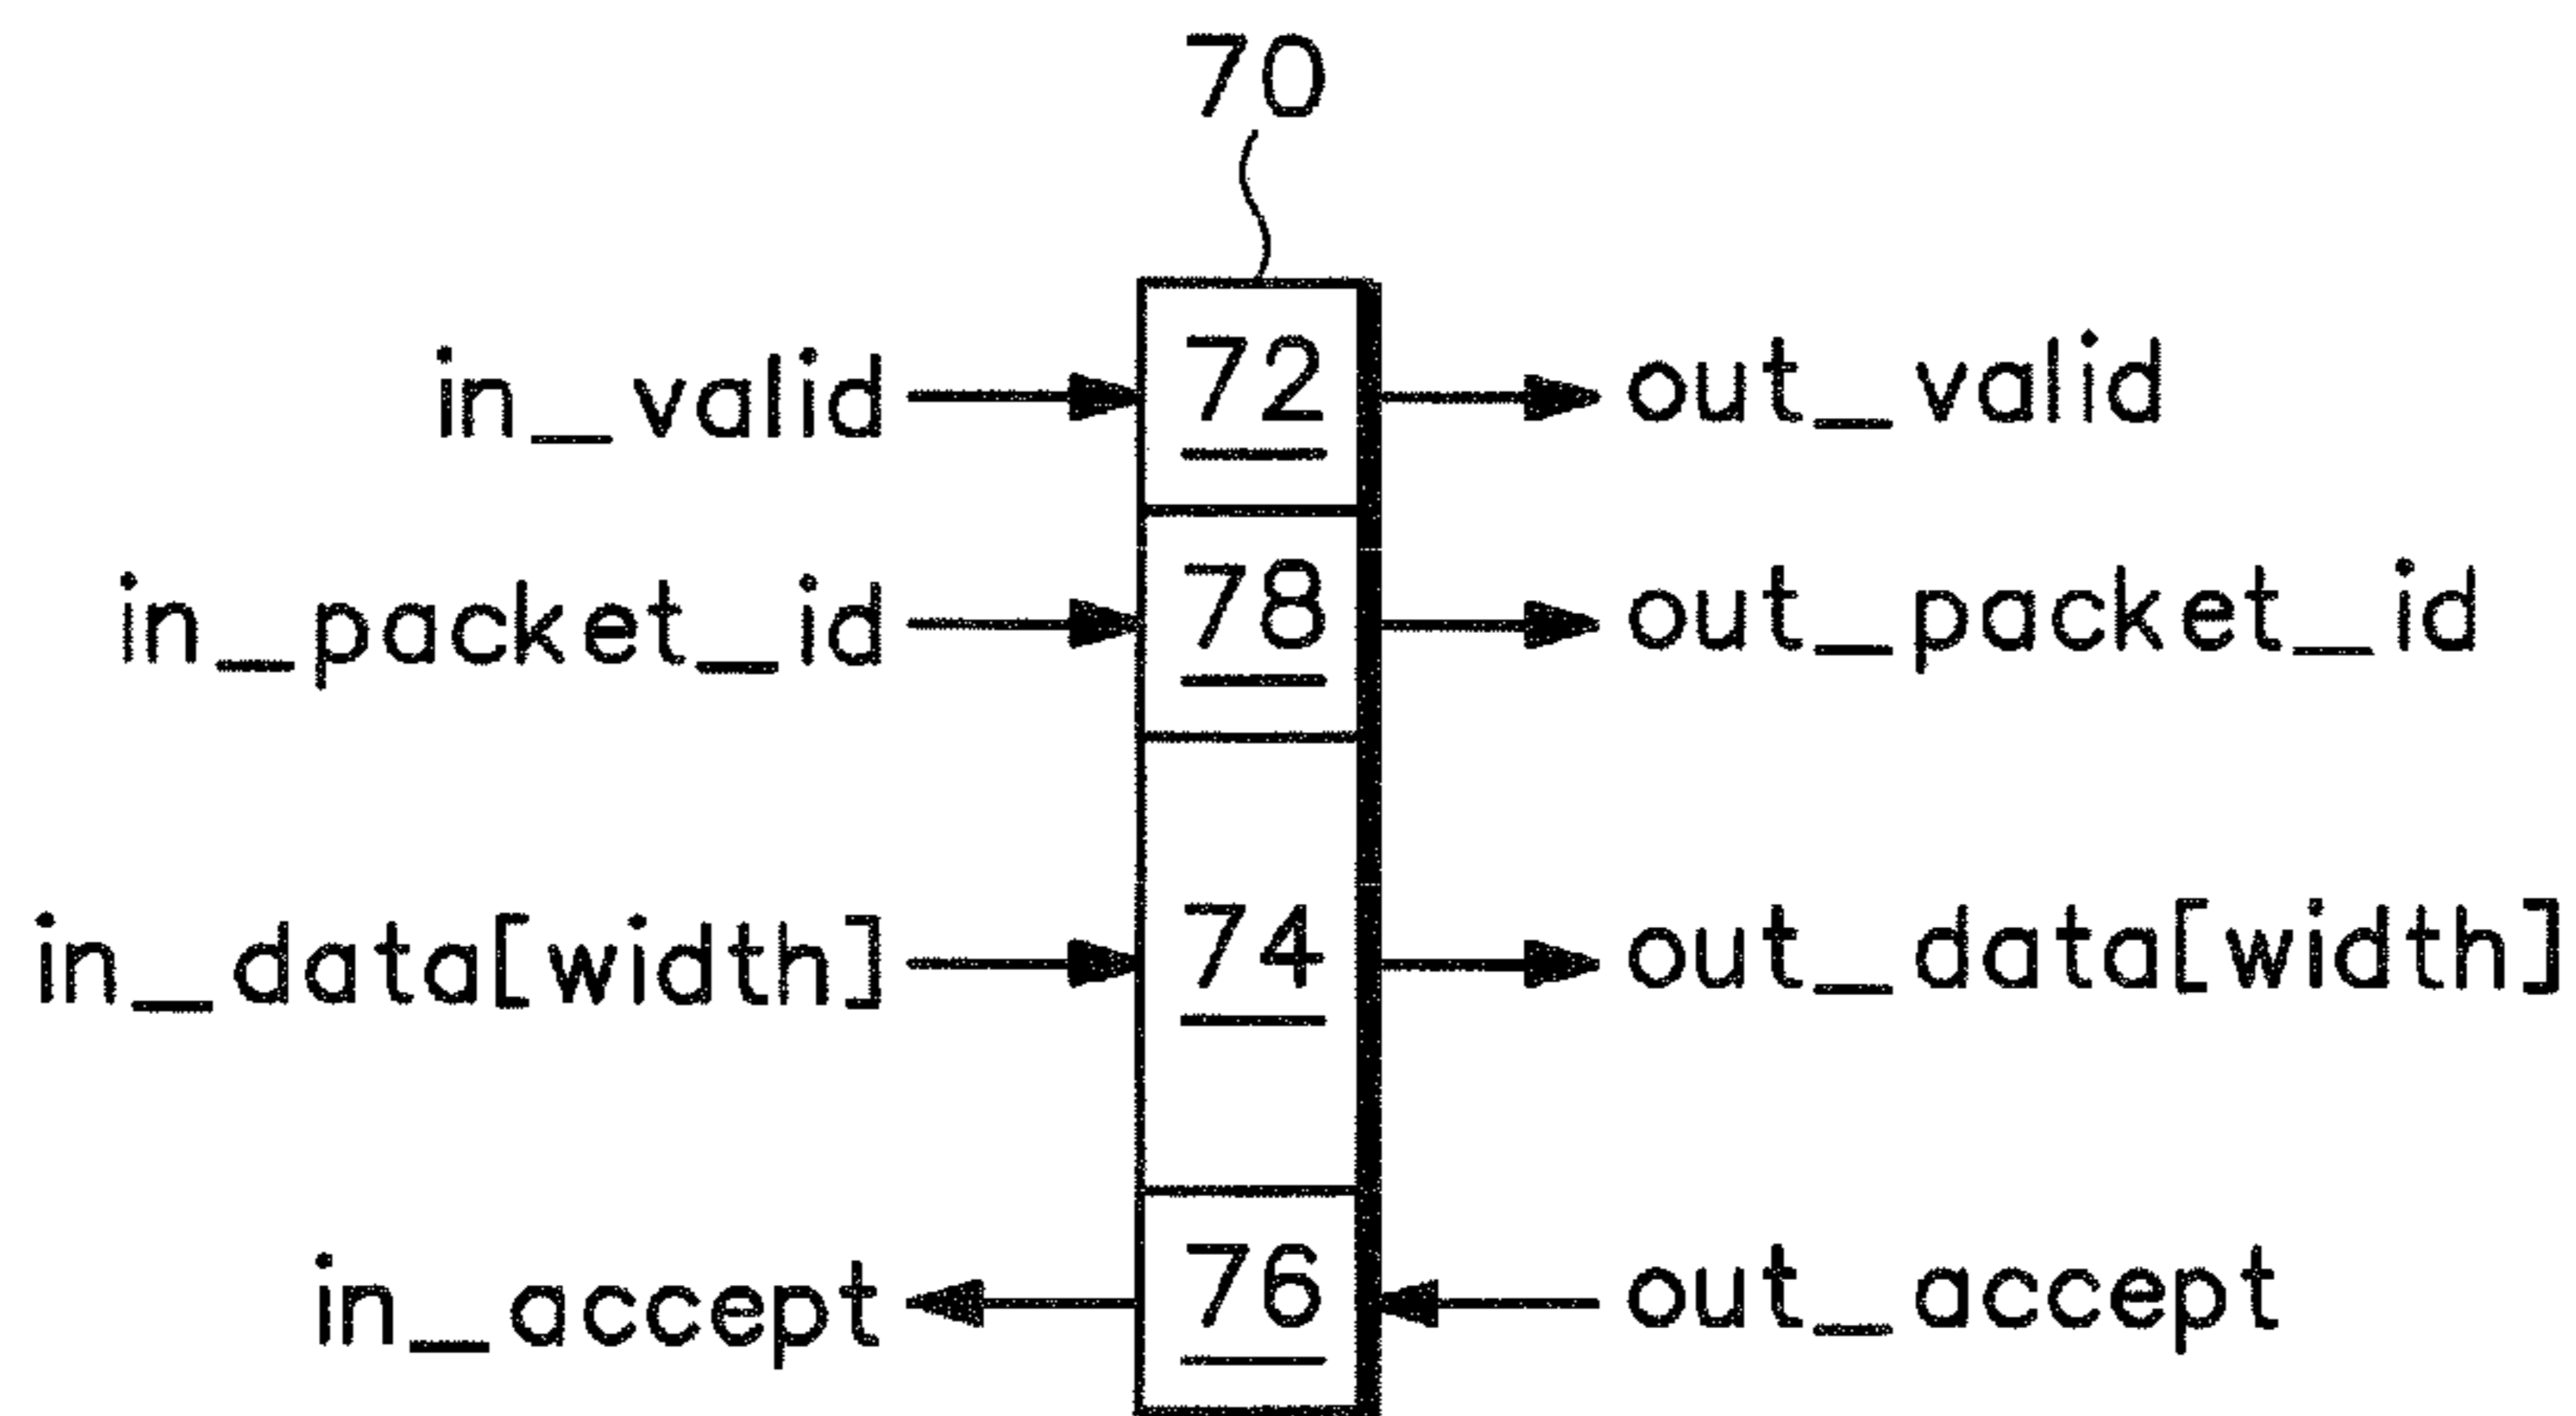 70
in_valid 72 out_valid
in_packet_id 78 out_packet_id
in_data[width] 74 out_data[width]
in_accept 76 out_accept